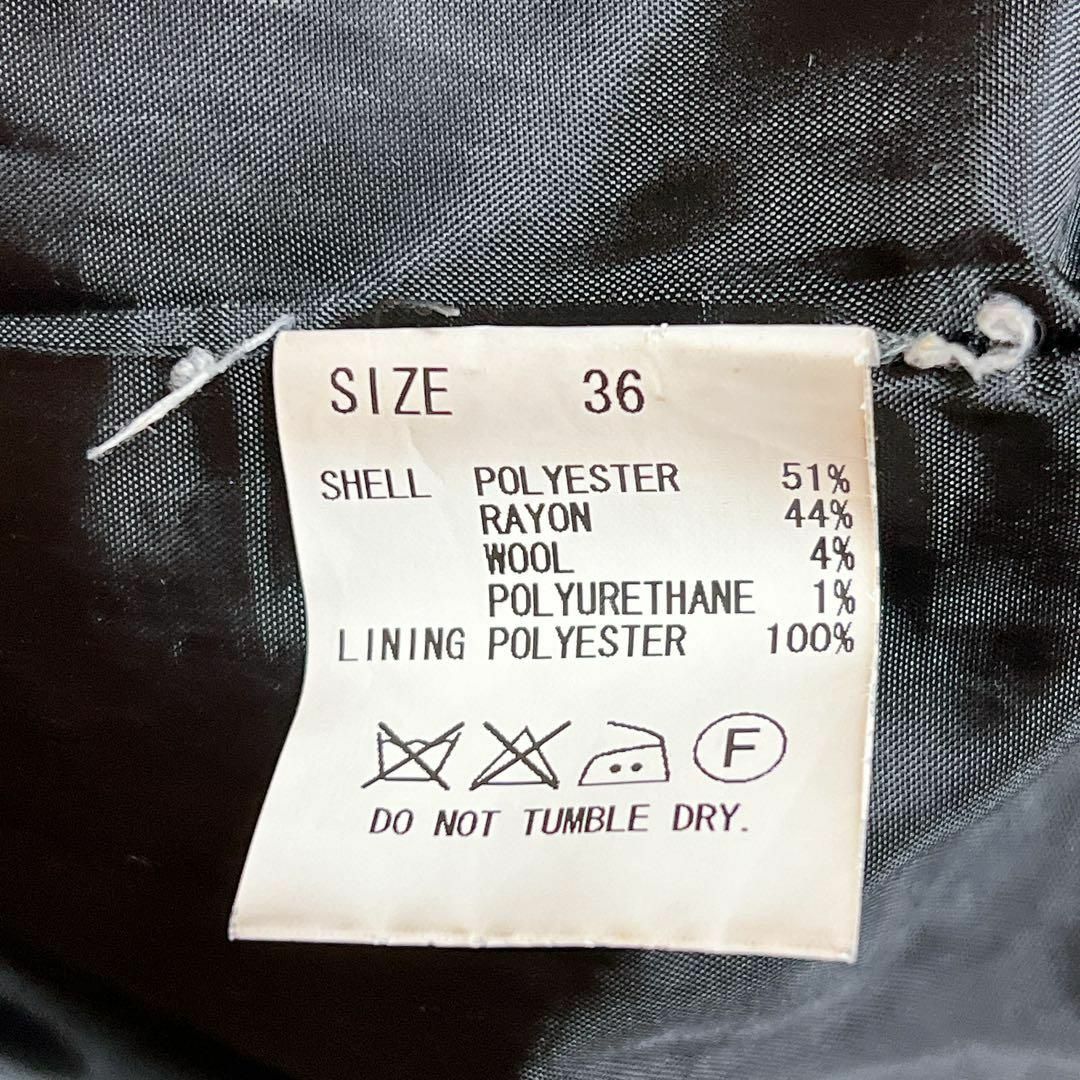 SIZE 36
SHELL POLYESTER 51%
RAYON 44%
WOOL 4%
POLYURETHANE 1%
LINING POLYESTER 100%
F
DO NOT TUMBLE DRY.